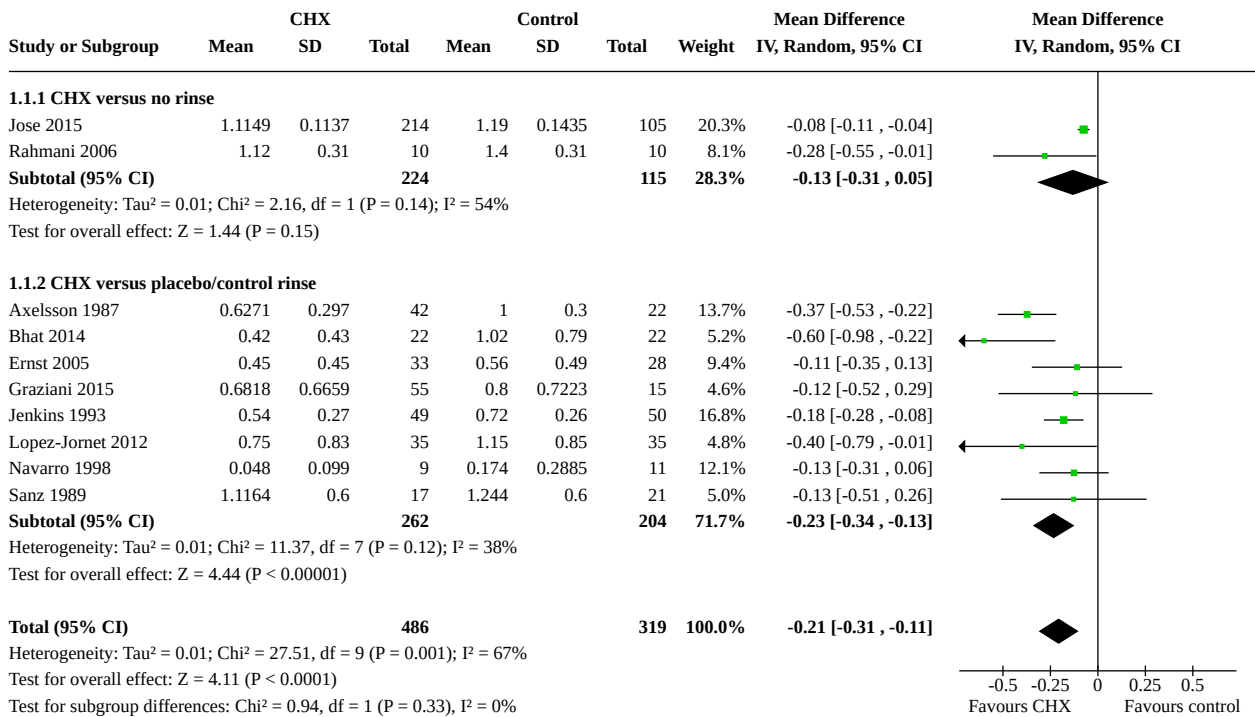 CHX Control Mean Difference Mean Difference
Study or Subgroup Mean SD Total Mean SD Total Weight IV, Random, 95% CI IV, Random, 95% CI
1.1.1 CHX versus no rinse
Jose 2015 1.1149 0.1137 214 1.19 0.1435 105 20.3% -0.08 [-0.11 , -0.04]
Rahmani 2006 1.12 0.31 10 1.4 0.31 10 8.1% -0.28 [-0.55 , -0.01]
Subtotal (95% CI) 224 115 28.3% -0.13 [-0.31 , 0.05]
Heterogeneity: Tau² = 0.01; Chi² = 2.16, df = 1 (P = 0.14); I² = 54%
Test for overall effect: Z = 1.44 (P = 0.15)
1.1.2 CHX versus placebo/control rinse
Axelsson 1987 0.6271 0.297 42 1 0.3 22 13.7% -0.37 [-0.53 , -0.22]
Bhat 2014 0.42 0.43 22 1.02 0.79 22 5.2% -0.60 [-0.98 , -0.22]
Ernst 2005 0.45 0.45 33 0.56 0.49 28 9.4% -0.11 [-0.35 , 0.13]
Graziani 2015 0.6818 0.6659 55 0.8 0.7223 15 4.6% -0.12 [-0.52 , 0.29]
Jenkins 1993 0.54 0.27 49 0.72 0.26 50 16.8% -0.18 [-0.28 , -0.08]
Lopez-Jornet 2012 0.75 0.83 35 1.15 0.85 35 4.8% -0.40 [-0.79 , -0.01]
Navarro 1998 0.048 0.099 9 0.174 0.2885 11 12.1% -0.13 [-0.31 , 0.06]
Sanz 1989 1.1164 0.6 17 1.244 0.6 21 5.0% -0.13 [-0.51 , 0.26]
Subtotal (95% CI) 262 204 71.7% -0.23 [-0.34 , -0.13]
Heterogeneity: Tau² = 0.01; Chi² = 11.37, df = 7 (P = 0.12); I² = 38%
Test for overall effect: Z = 4.44 (P < 0.00001)
Total (95% CI) 486 319 100.0% -0.21 [-0.31 , -0.11]
Heterogeneity: Tau² = 0.01; Chi² = 27.51, df = 9 (P = 0.001); I² = 67%
Test for overall effect: Z = 4.11 (P < 0.0001)
Test for subgroup differences: Chi² = 0.94, df = 1 (P = 0.33), I² = 0%
-0.5 -0.25 0 0.25 0.5
Favours CHX Favours control